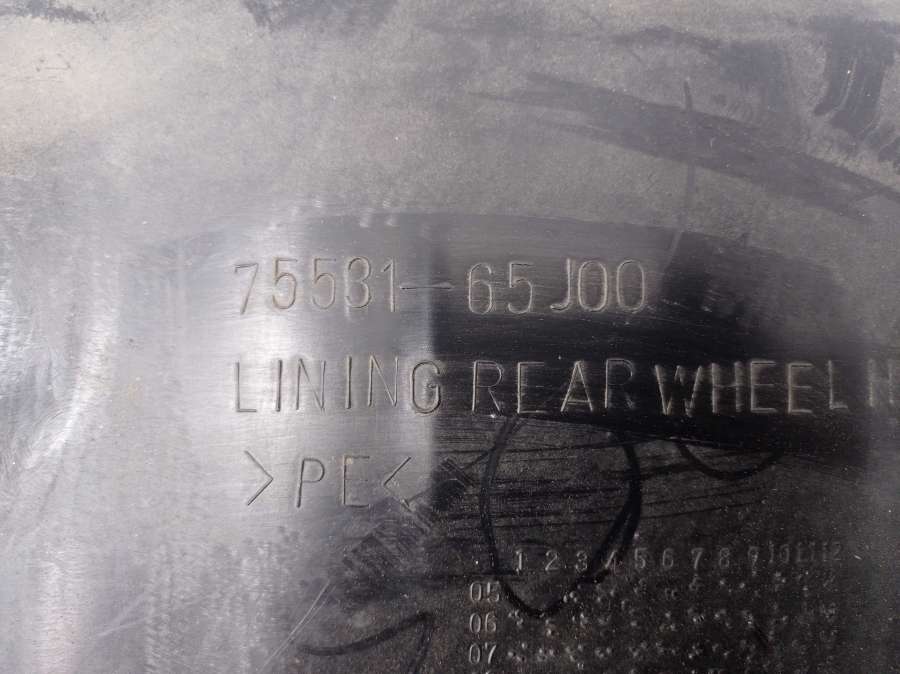 75531-65J00
LINING REAR WHEEL H
>PE<
1 2 3 4 5 6 7 8 9 10 11 12
05
06
07